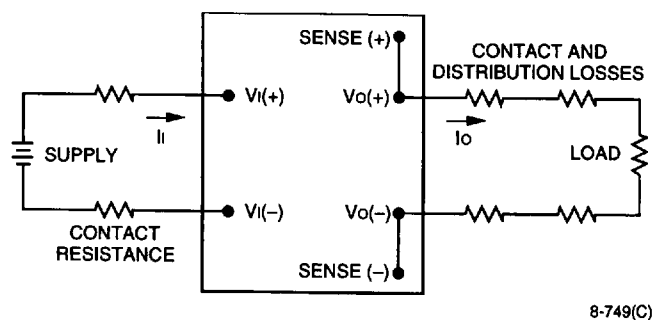 SENSE (+)
CONTACT AND
DISTRIBUTION LOSSES
VI(+)
VO(+)
II
IO
SUPPLY
LOAD
VI(–)
VO(–)
CONTACT
RESISTANCE
SENSE (–)
8-749(C)